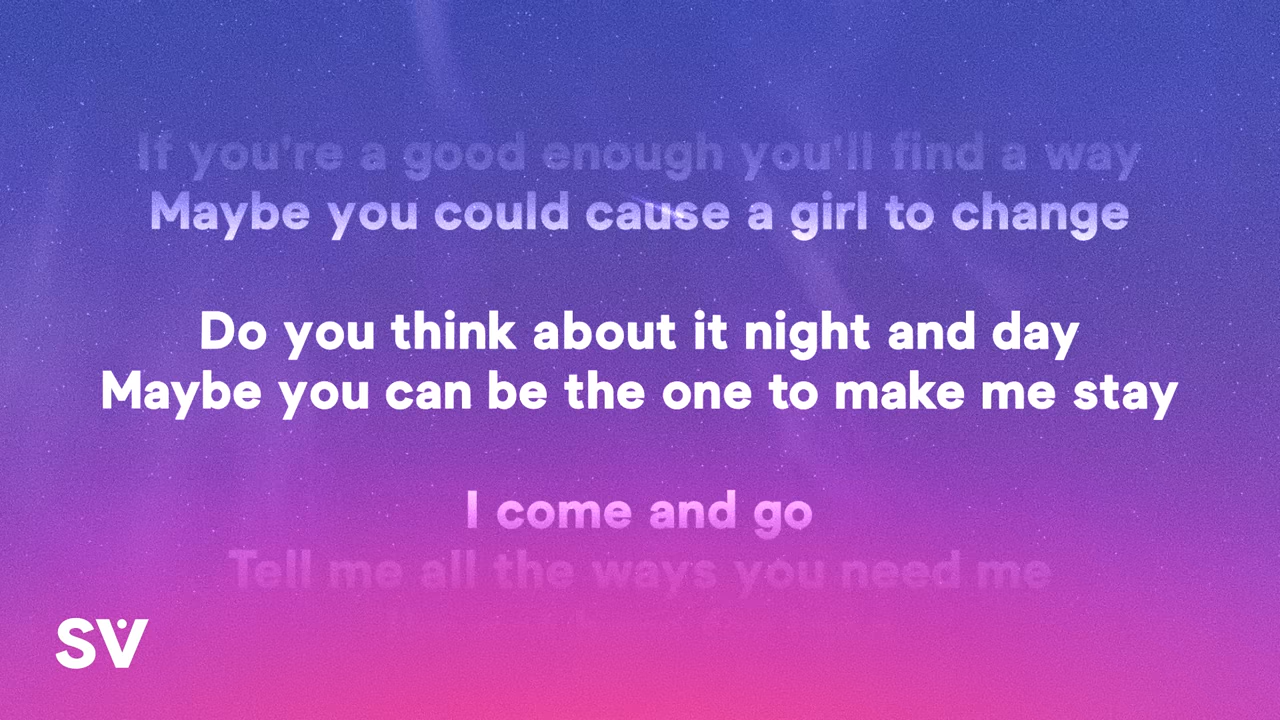 If you're a good enough you'll find a way
Maybe you could cause a girl to change
Do you think about it night and day
Maybe you can be the one to make me stay
I come and go
Tell me all the ways you need me
SV